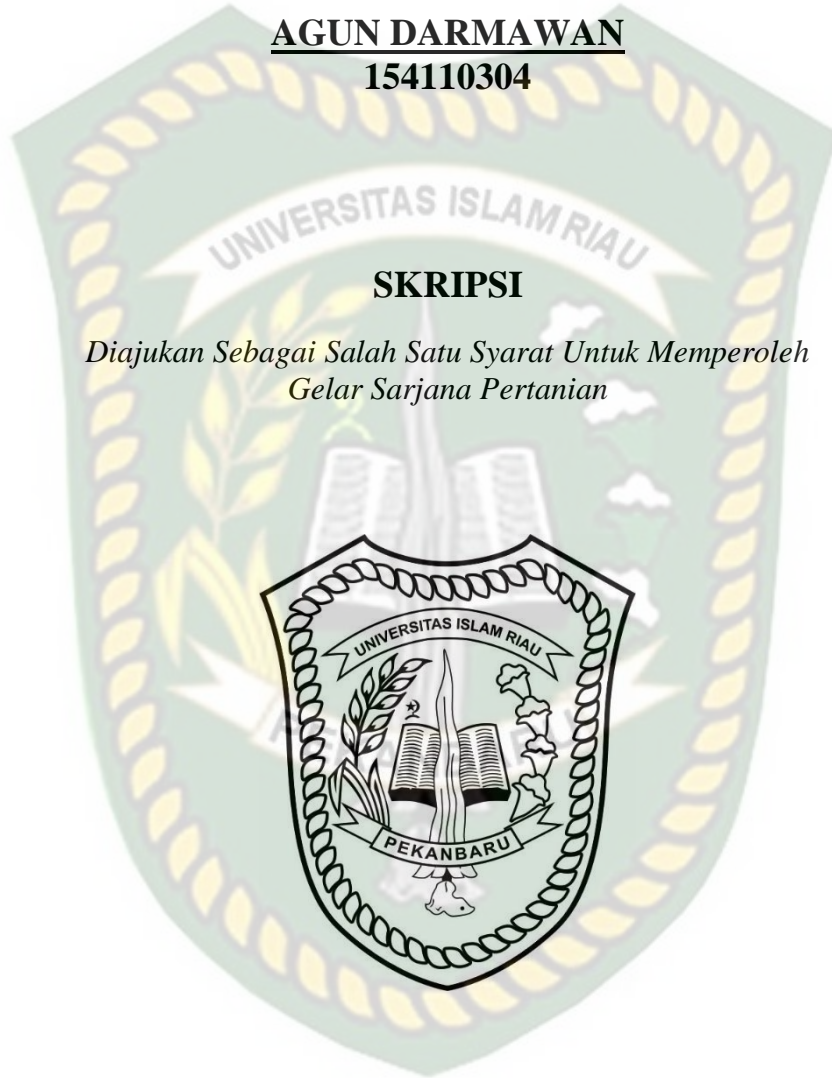 AGUN DARMAWAN
154110304
UNIVERSITAS ISLAM RIAU
SKRIPSI
Diajukan Sebagai Salah Satu Syarat Untuk Memperoleh
Gelar Sarjana Pertanian
UNIVERSITAS ISLAM RIAU
PEKANBARU
PEKANBARU